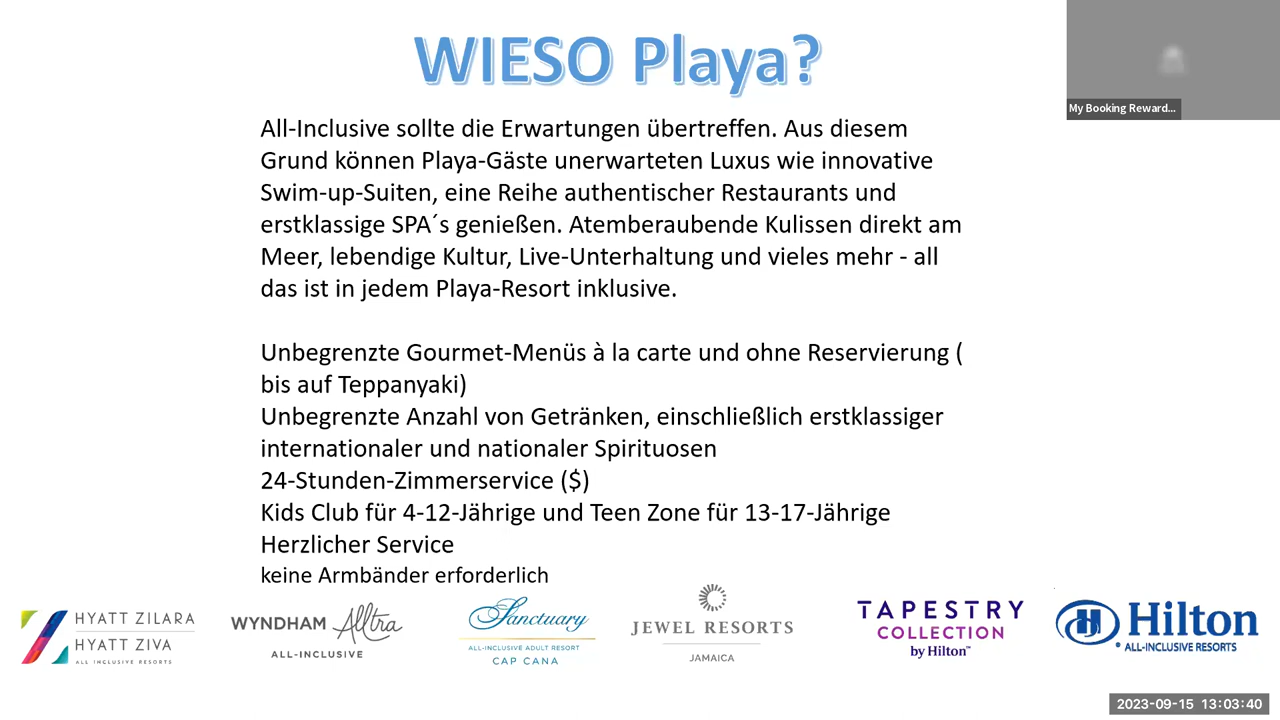 WIESO Playa?
My Booking Reward...
All-Inclusive sollte die Erwartungen übertreffen. Aus diesem
Grund können Playa-Gäste unerwarteten Luxus wie innovative
Swim-up-Suiten, eine Reihe authentischer Restaurants und
erstklassige SPA´s genießen. Atemberaubende Kulissen direkt am
Meer, lebendige Kultur, Live-Unterhaltung und vieles mehr - all
das ist in jedem Playa-Resort inklusive.
Unbegrenzte Gourmet-Menüs à la carte und ohne Reservierung (
bis auf Teppanyaki)
Unbegrenzte Anzahl von Getränken, einschließlich erstklassiger
internationaler und nationaler Spirituosen
24-Stunden-Zimmerservice ($)
Kids Club für 4-12-Jährige und Teen Zone für 13-17-Jährige
Herzlicher Service
keine Armbänder erforderlich
HYATT ZILARA
HYATT ZIVA
ALL INCLUSIVE RESORTS
WYNDHAM Alltra
ALL-INCLUSIVE
Sanctuary
ALL-INCLUSIVE ADULT RESORT
CAP CANA
JEWEL RESORTS
JAMAICA
TAPESTRY
COLLECTION
by Hilton™
Hilton
ALL-INCLUSIVE RESORTS
2023-09-15 13:03:40